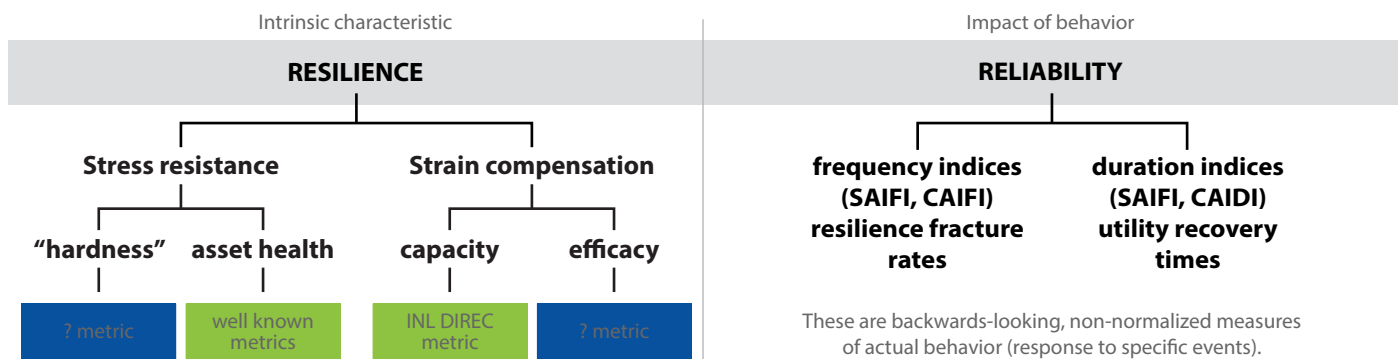 Intrinsic characteristic
RESILIENCE
Stress resistance
Strain compensation
“hardness”
asset health
capacity
efficacy
? metric
well known
metrics
INL DIREC
metric
? metric
Impact of behavior
RELIABILITY
frequency indices
(SAIFI, CAIFI)
resilience fracture
rates
duration indices
(SAIFI, CAIDI)
utility recovery
times
These are backwards-looking, non-normalized measures
of actual behavior (response to specific events).